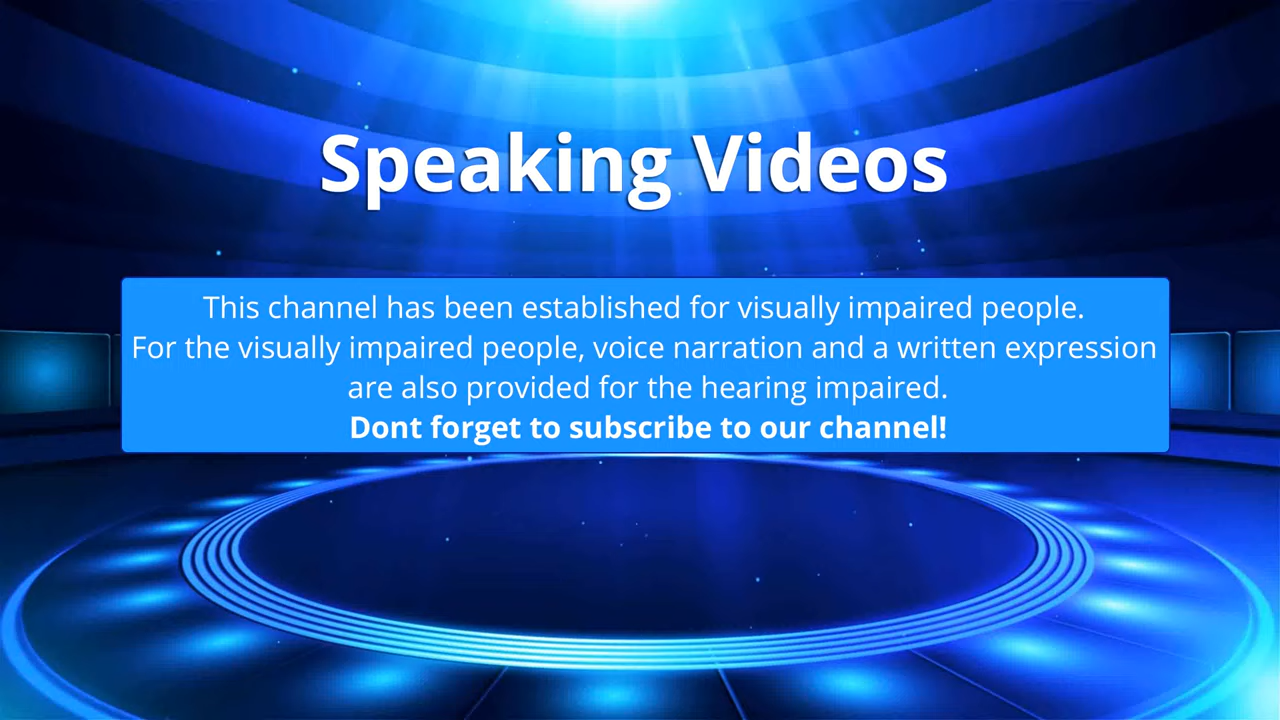 Speaking Videos
This channel has been established for visually impaired people.
For the visually impaired people, voice narration and a written expression
are also provided for the hearing impaired.
Dont forget to subscribe to our channel!